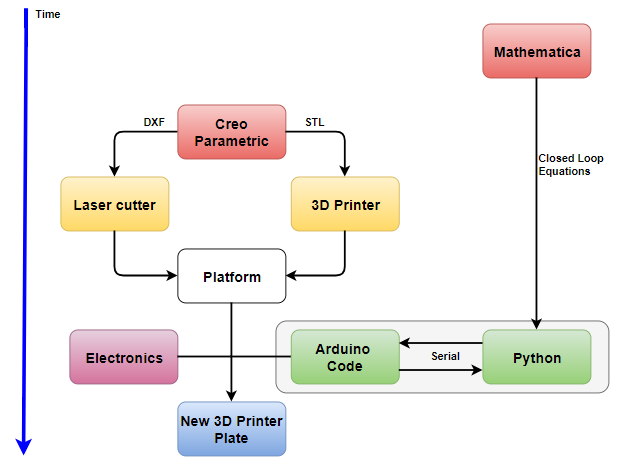 Time
Mathematica
Creo
Parametric
DXF
STL
Closed Loop
Equations
Laser cutter
3D Printer
Platform
Electronics
Arduino
Code
Serial
Python
New 3D Printer
Plate